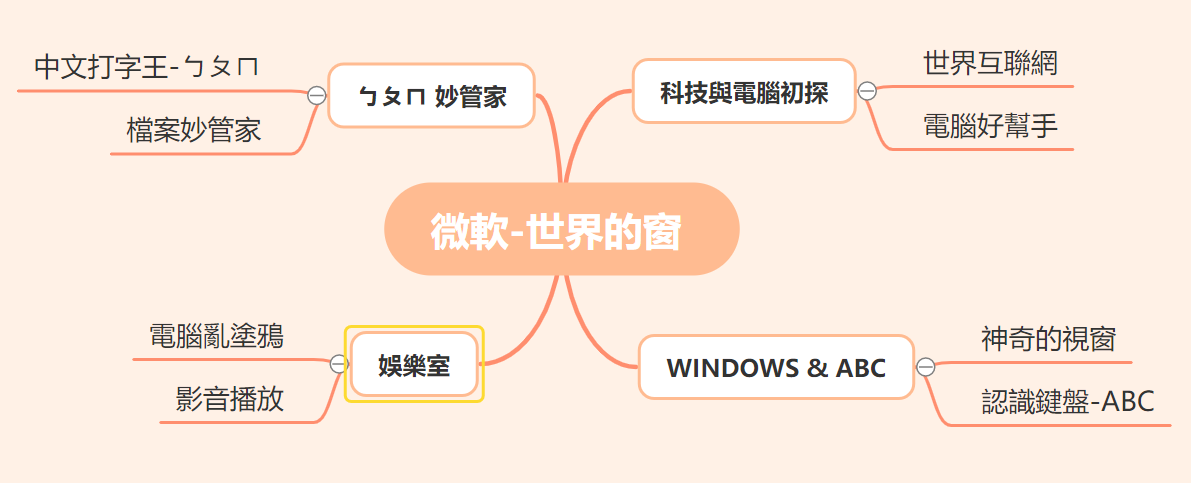 微軟-世界的窗
科技與電腦初探
世界互聯網
電腦好幫手
WINDOWS & ABC
神奇的視窗
認識鍵盤-ABC
ㄅㄆㄇ 妙管家
中文打字王-ㄅㄆㄇ
檔案妙管家
娛樂室
電腦亂塗鴉
影音播放